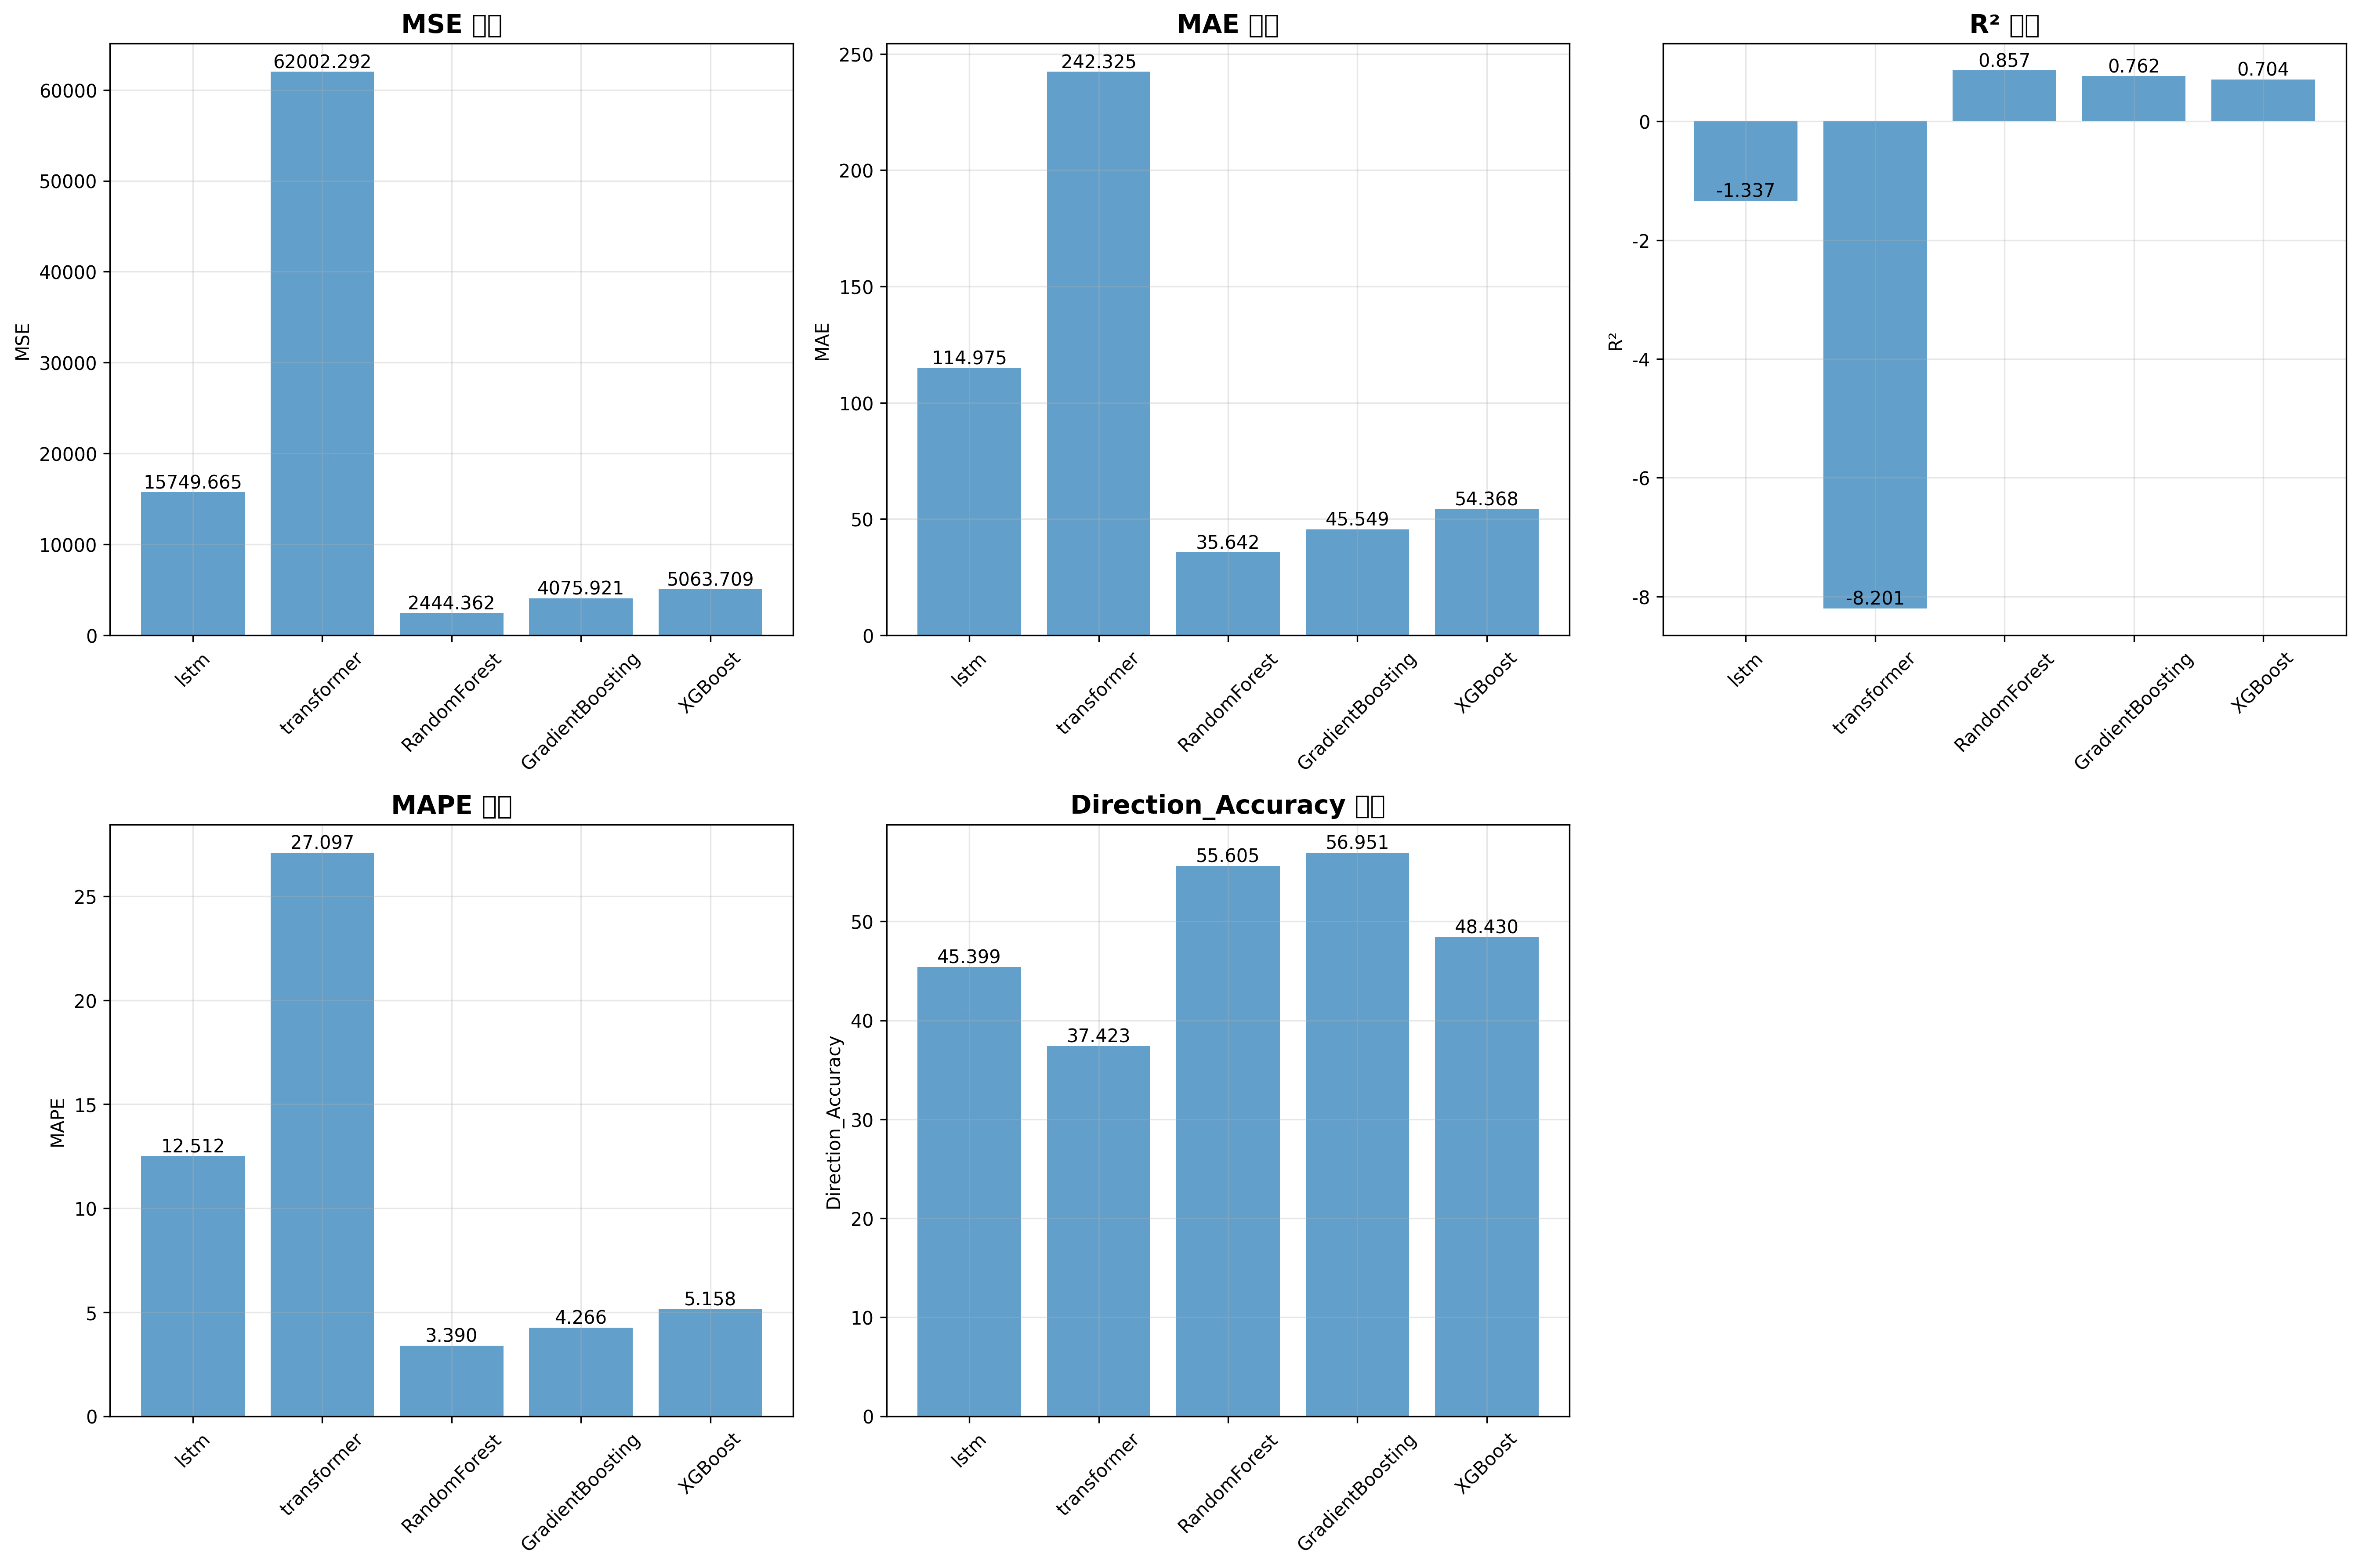 MSE
62002.292
15749.665
2444.362
4075.921
5063.709
60000
50000
40000
30000
20000
10000
0
MSE
lstm
transformer
RandomForest
GradientBoosting
XGBoost
MAE
242.325
114.975
35.642
45.549
54.368
250
200
150
100
50
0
MAE
lstm
transformer
RandomForest
GradientBoosting
XGBoost
R²
0.857
0.762
0.704
-1.337
-8.201
0
-2
-4
-6
-8
R²
lstm
transformer
RandomForest
GradientBoosting
XGBoost
MAPE
27.097
12.512
3.390
4.266
5.158
25
20
15
10
5
0
MAPE
lstm
transformer
RandomForest
GradientBoosting
XGBoost
Direction_Accuracy
45.399
37.423
55.605
56.951
48.430
50
40
30
20
10
0
Direction_Accuracy
lstm
transformer
RandomForest
GradientBoosting
XGBoost